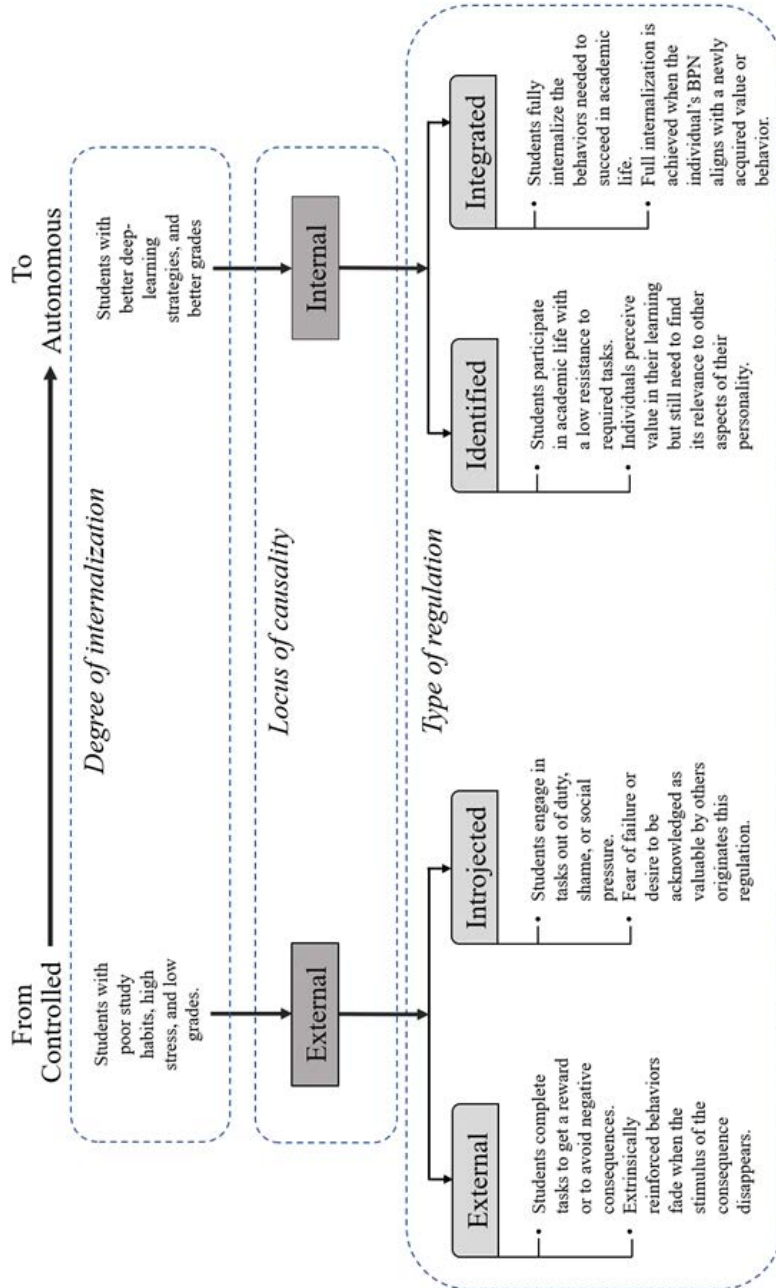 From
Controlled
To
Autonomous
Degree of internalization
Students with
poor study
habits, high
stress, and low
grades.
Students with
better deep-
learning
strategies, and
better grades
Locus of causality
External
Internal
Type of regulation
External
• Students complete
tasks to get a reward
or to avoid negative
consequences.
• Extrinsically
reinforced behaviors
fade when the
stimulus of the
consequence
disappears.
Introjected
• Students engage in
tasks out of duty,
shame, or social
pressure.
• Fear of failure or
desire to be
acknowledged as
valuable by others
originates this
regulation.
Identified
• Students participate
in academic life with
a low resistance to
required tasks.
• Individuals perceive
value in their learning
but still need to find
its relevance to other
aspects of their
personality.
Integrated
• Students fully
internalize the
behaviors needed to
succeed in academic
life.
• Full internalization is
achieved when the
individual's BPN
aligns with a newly
acquired value or
behavior.